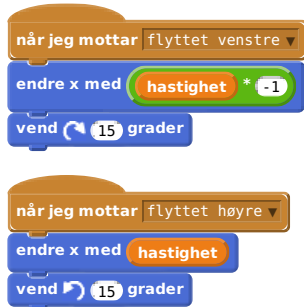 når jeg mottar flyttet venstre
endre x med hastighet * -1
vend 15 grader
når jeg mottar flyttet høyre
endre x med hastighet
vend 15 grader